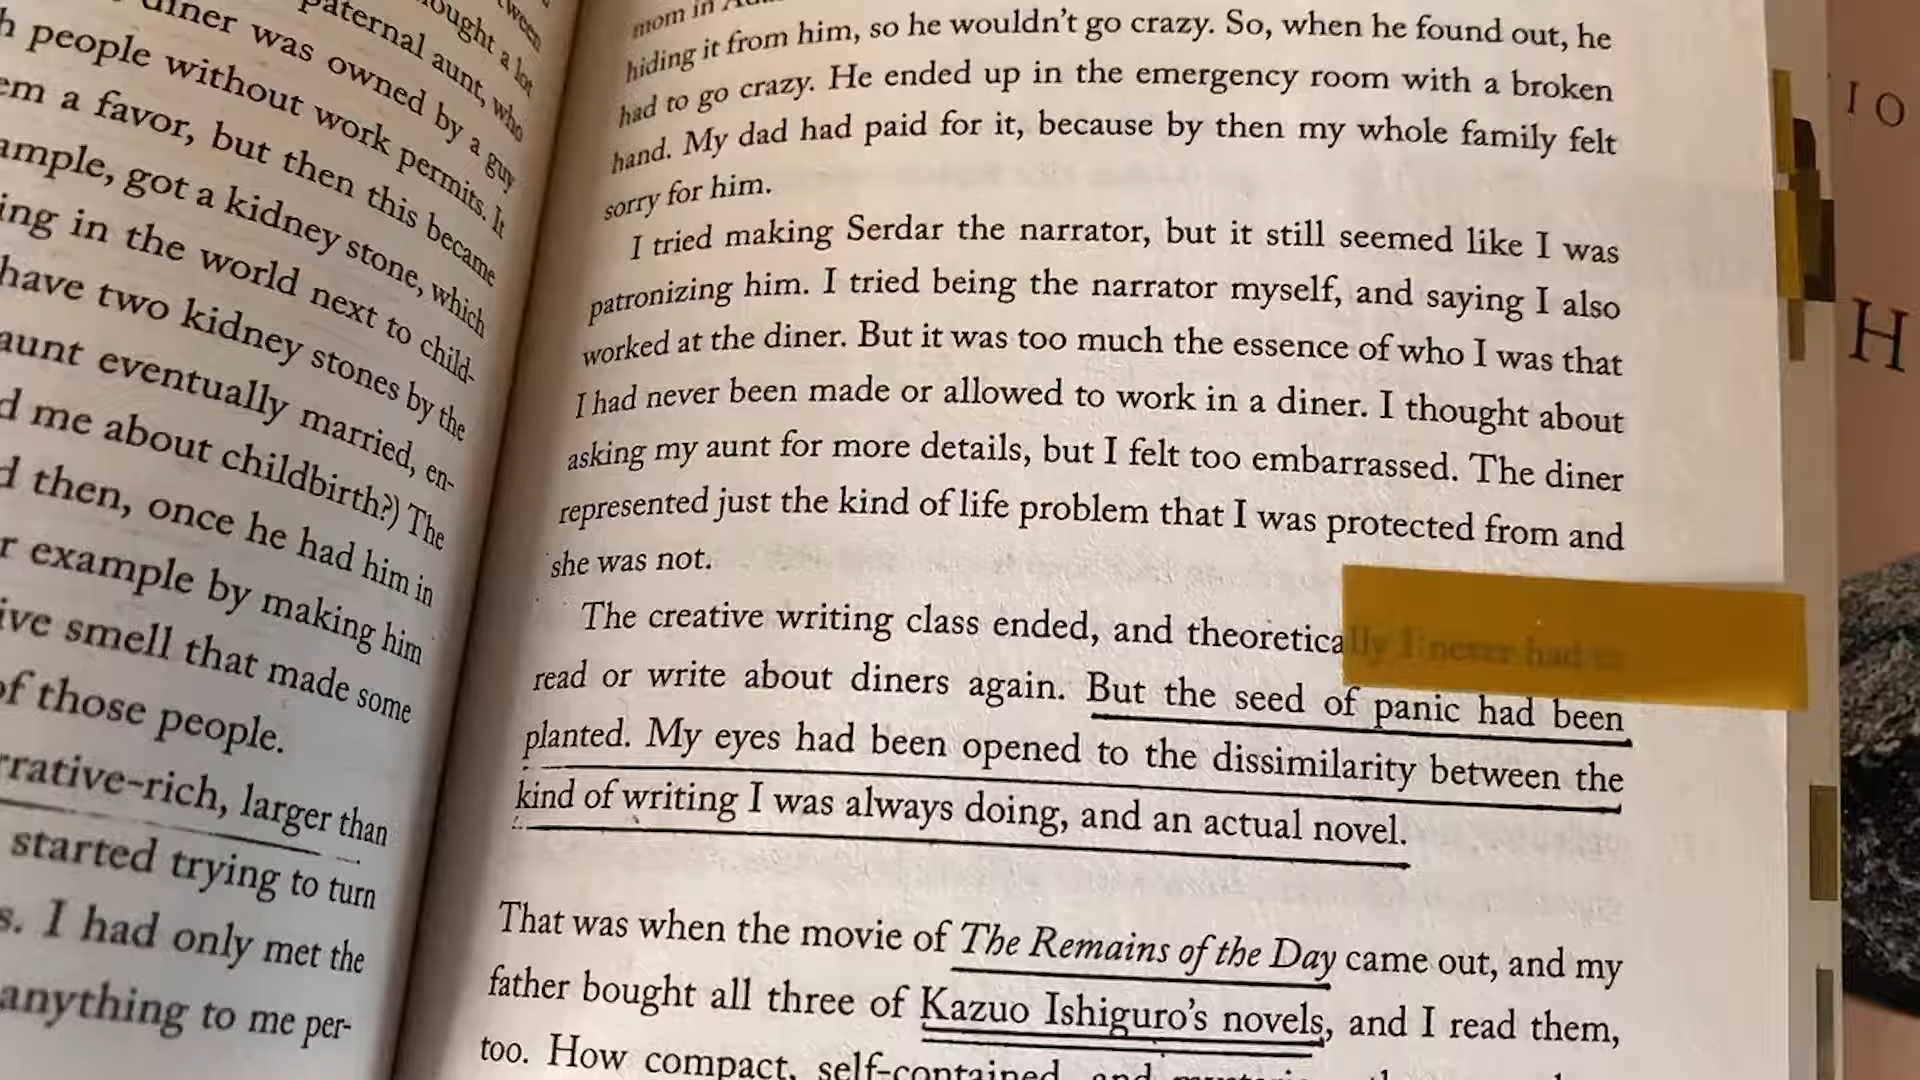 ought a lot
paternal aunt, who
diner was owned by a guy
h people without work permits. It
em a favor, but then this became
ample, got a kidney stone, which
ing in the world next to child-
have two kidney stones by the
aunt eventually married, en-
d me about childbirth?) The
d then, once he had him in
r example by making him
ive smell that made some
of those people.
rrative-rich, larger than
started trying to turn
s. I had only met the
anything to me per-
mom in
hiding it from him, so he wouldn't go crazy. So, when he found out, he
had to go crazy. He ended up in the emergency room with a broken
hand. My dad had paid for it, because by then my whole family felt
sorry for him.
I tried making Serdar the narrator, but it still seemed like I was
patronizing him. I tried being the narrator myself, and saying I also
worked at the diner. But it was too much the essence of who I was that
I had never been made or allowed to work in a diner. I thought about
asking my aunt for more details, but I felt too embarrassed. The diner
represented just the kind of life problem that I was protected from and
she was not.
The creative writing class ended, and theoretically I never had to
read or write about diners again. But the seed of panic had been
planted. My eyes had been opened to the dissimilarity between the
kind of writing I was always doing, and an actual novel.
That was when the movie of The Remains of the Day came out, and my
father bought all three of Kazuo Ishiguro's novels, and I read them,
too. How compact, self-contained, and
I O
H